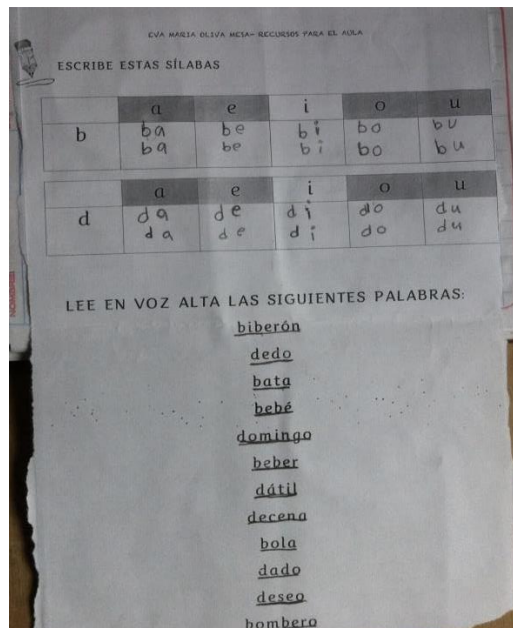 EVA MARIA OLIVA MESA- RECURSOS PARA EL AULA
ESCRIBE ESTAS SÍLABAS
a e i o u
b ba be bi bo bu
ba be bi bo bu
a e i o u
d da de di do du
da de di do du
LEE EN VOZ ALTA LAS SIGUIENTES PALABRAS:
biberón
dedo
bata
bebé
domingo
beber
dátil
decena
bola
dado
deseo
bombero